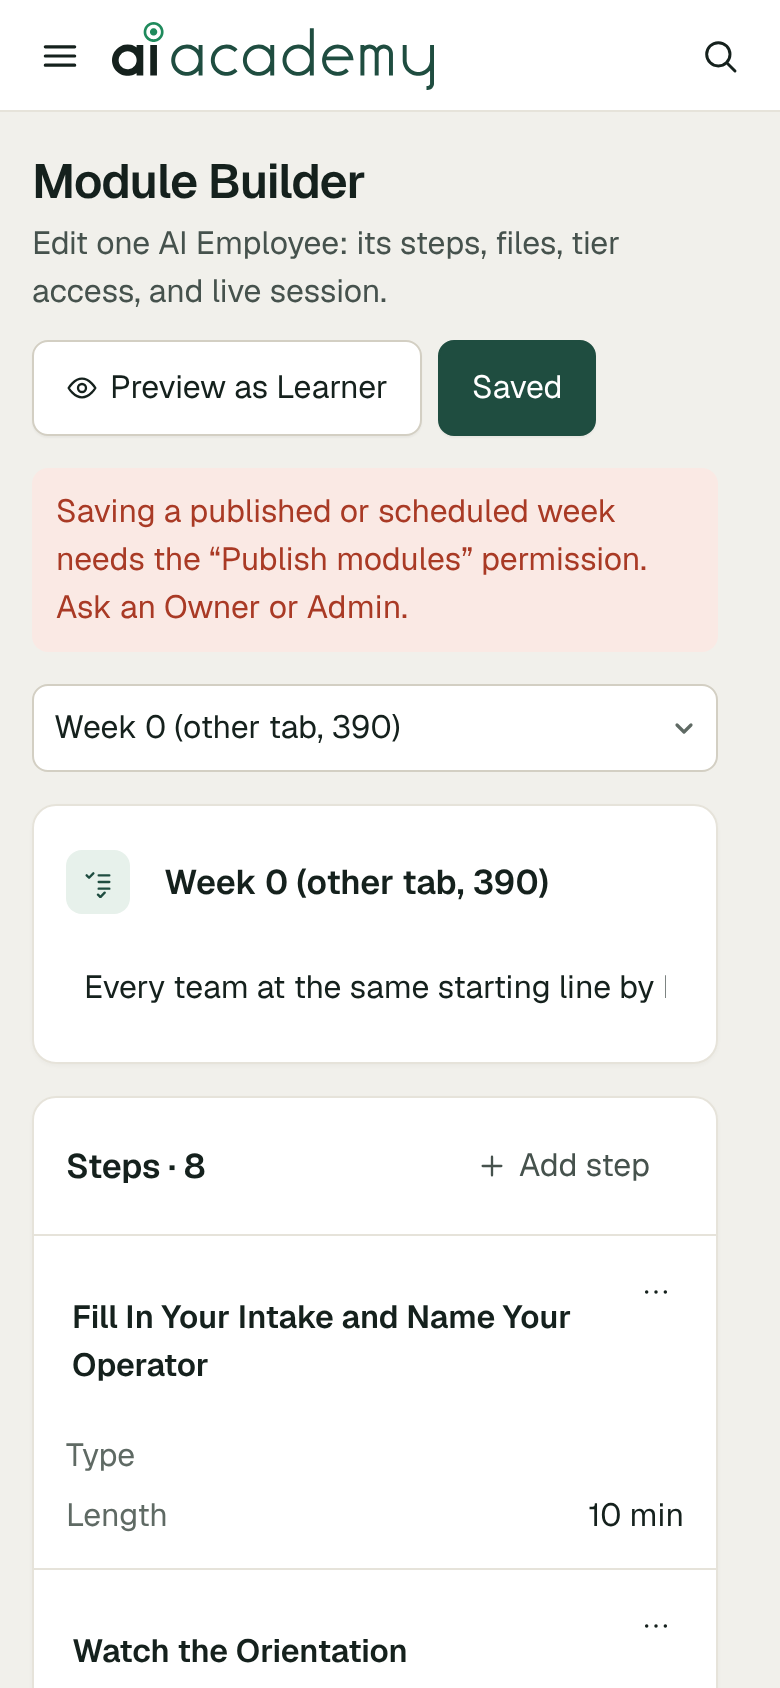 ai academy
Module Builder
Edit one AI Employee: its steps, files, tier
access, and live session.
Preview as Learner
Saved
Saving a published or scheduled week
needs the “Publish modules” permission.
Ask an Owner or Admin.
Week 0 (other tab, 390)
Week 0 (other tab, 390)
Every team at the same starting line by
Steps · 8
+ Add step
...
Fill In Your Intake and Name Your
Operator
Type
Length 10 min
...
Watch the Orientation